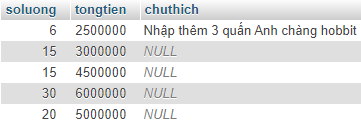 soluong tongtien chuthich
6 2500000 Nhập thêm 3 quấn Anh chàng hobbit
15 3000000 NULL
15 4500000 NULL
30 6000000 NULL
20 5000000 NULL